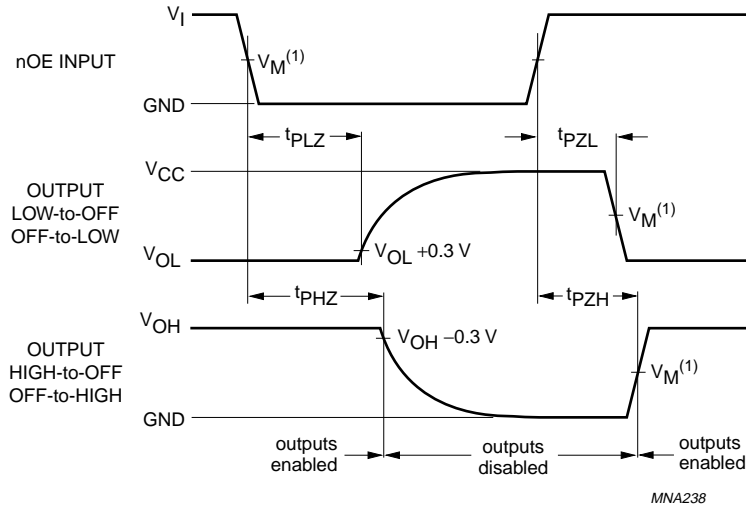 VI
nOE INPUT
VM(1)
GND
tPLZ
tPZL
VCC
OUTPUT
LOW-to-OFF
OFF-to-LOW
VM(1)
VOL
VOL +0.3 V
tPHZ
tPZH
VOH
VOH −0.3 V
OUTPUT
HIGH-to-OFF
OFF-to-HIGH
VM(1)
GND
outputs
enabled
outputs
disabled
outputs
enabled
MNA238